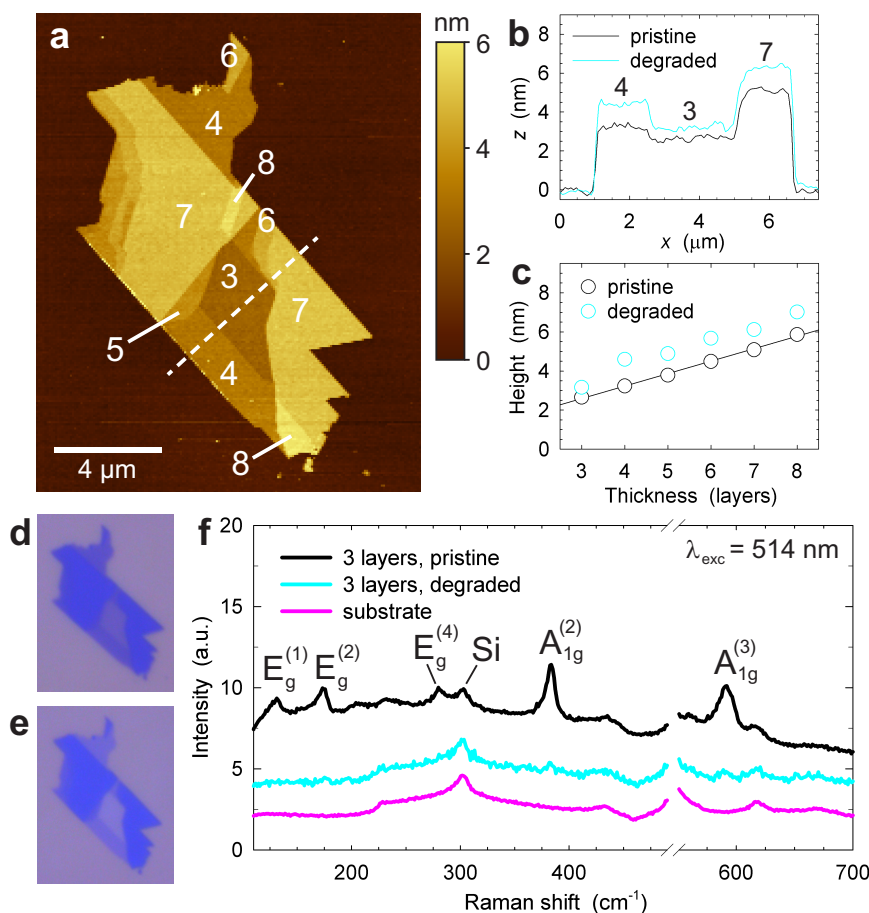 a
nm
6
4
2
0
6
4
8
6
7
3
7
5
4
8
4 μm
b
pristine
degraded
7
4
3
z (nm)
8
6
4
2
0
0 2 4 6
x (μm)
c
pristine
degraded
Height (nm)
8
6
4
2
0
3 4 5 6 7 8
Thickness (layers)
d
e
f
λexc = 514 nm
3 layers, pristine
3 layers, degraded
substrate
Eg(1)
Eg(2)
Eg(4)
Si
A1g(2)
A1g(3)
Intensity (a.u.)
20
15
10
5
0
200 300 400 600 700
Raman shift (cm-1)